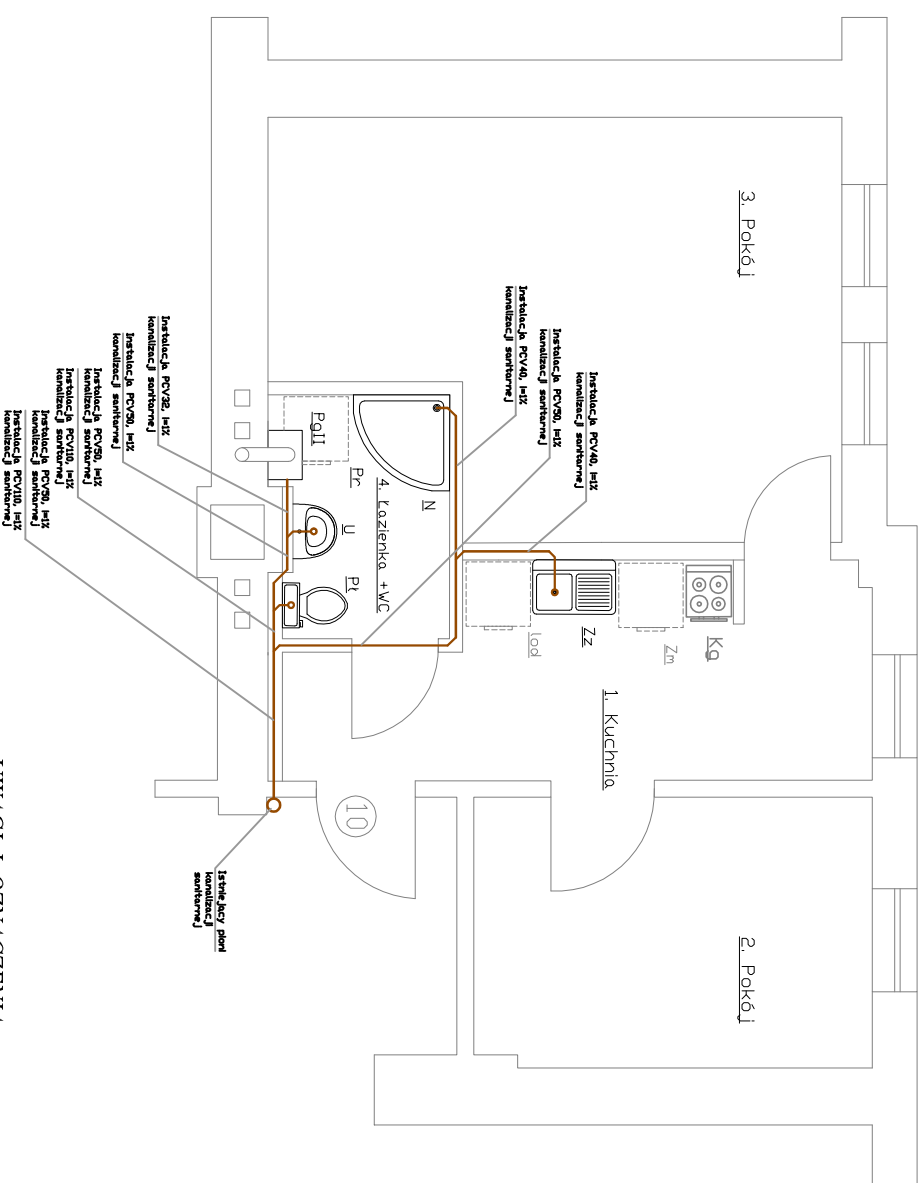 3. Pokój
2. Pokój
1. Kuchnia
4. Łazienka +WC
Kg
Zm
Zz
lod
N
Pr
PgII
U
Pł
10
Instalacja PCV40, i=1%
kanalizacji sanitarnej
Instalacja PCV50, i=1%
kanalizacji sanitarnej
Instalacja PCV40, i=1%
kanalizacji sanitarnej
Instalacja PCV32, i=1%
kanalizacji sanitarnej
Instalacja PCV50, i=1%
kanalizacji sanitarnej
Instalacja PCV50, i=1%
kanalizacji sanitarnej
Instalacja PCV110, i=1%
kanalizacji sanitarnej
Instalacja PCV50, i=1%
kanalizacji sanitarnej
Instalacja PCV110, i=1%
kanalizacji sanitarnej
Istniejacy pioni
kanalizacji
sanitarnej